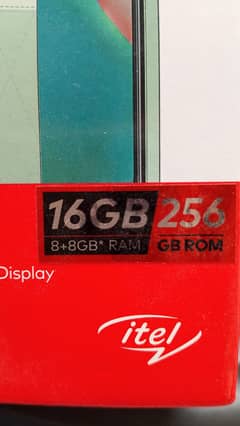 16GB 256
8+8GB* RAM GB ROM
Display
itel